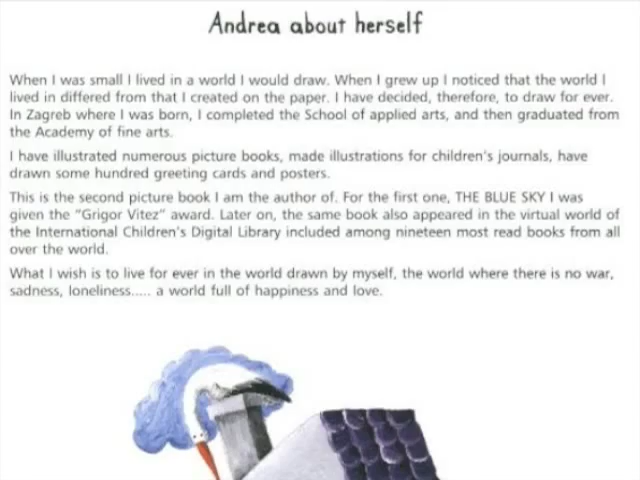 Andrea about herself
When I was small I lived in a world I would draw. When I grew up I noticed that the world I
lived in differed from that I created on the paper. I have decided, therefore, to draw for ever.
In Zagreb where I was born, I completed the School of applied arts, and then graduated from
the Academy of fine arts.
I have illustrated numerous picture books, made illustrations for children's journals, have
drawn some hundred greeting cards and posters.
This is the second picture book I am the author of. For the first one, THE BLUE SKY I was
given the "Grigor Vitez" award. Later on, the same book also appeared in the virtual world of
the International Children's Digital Library included among nineteen most read books from all
over the world.
What I wish is to live for ever in the world drawn by myself, the world where there is no war,
sadness, loneliness..... a world full of happiness and love.